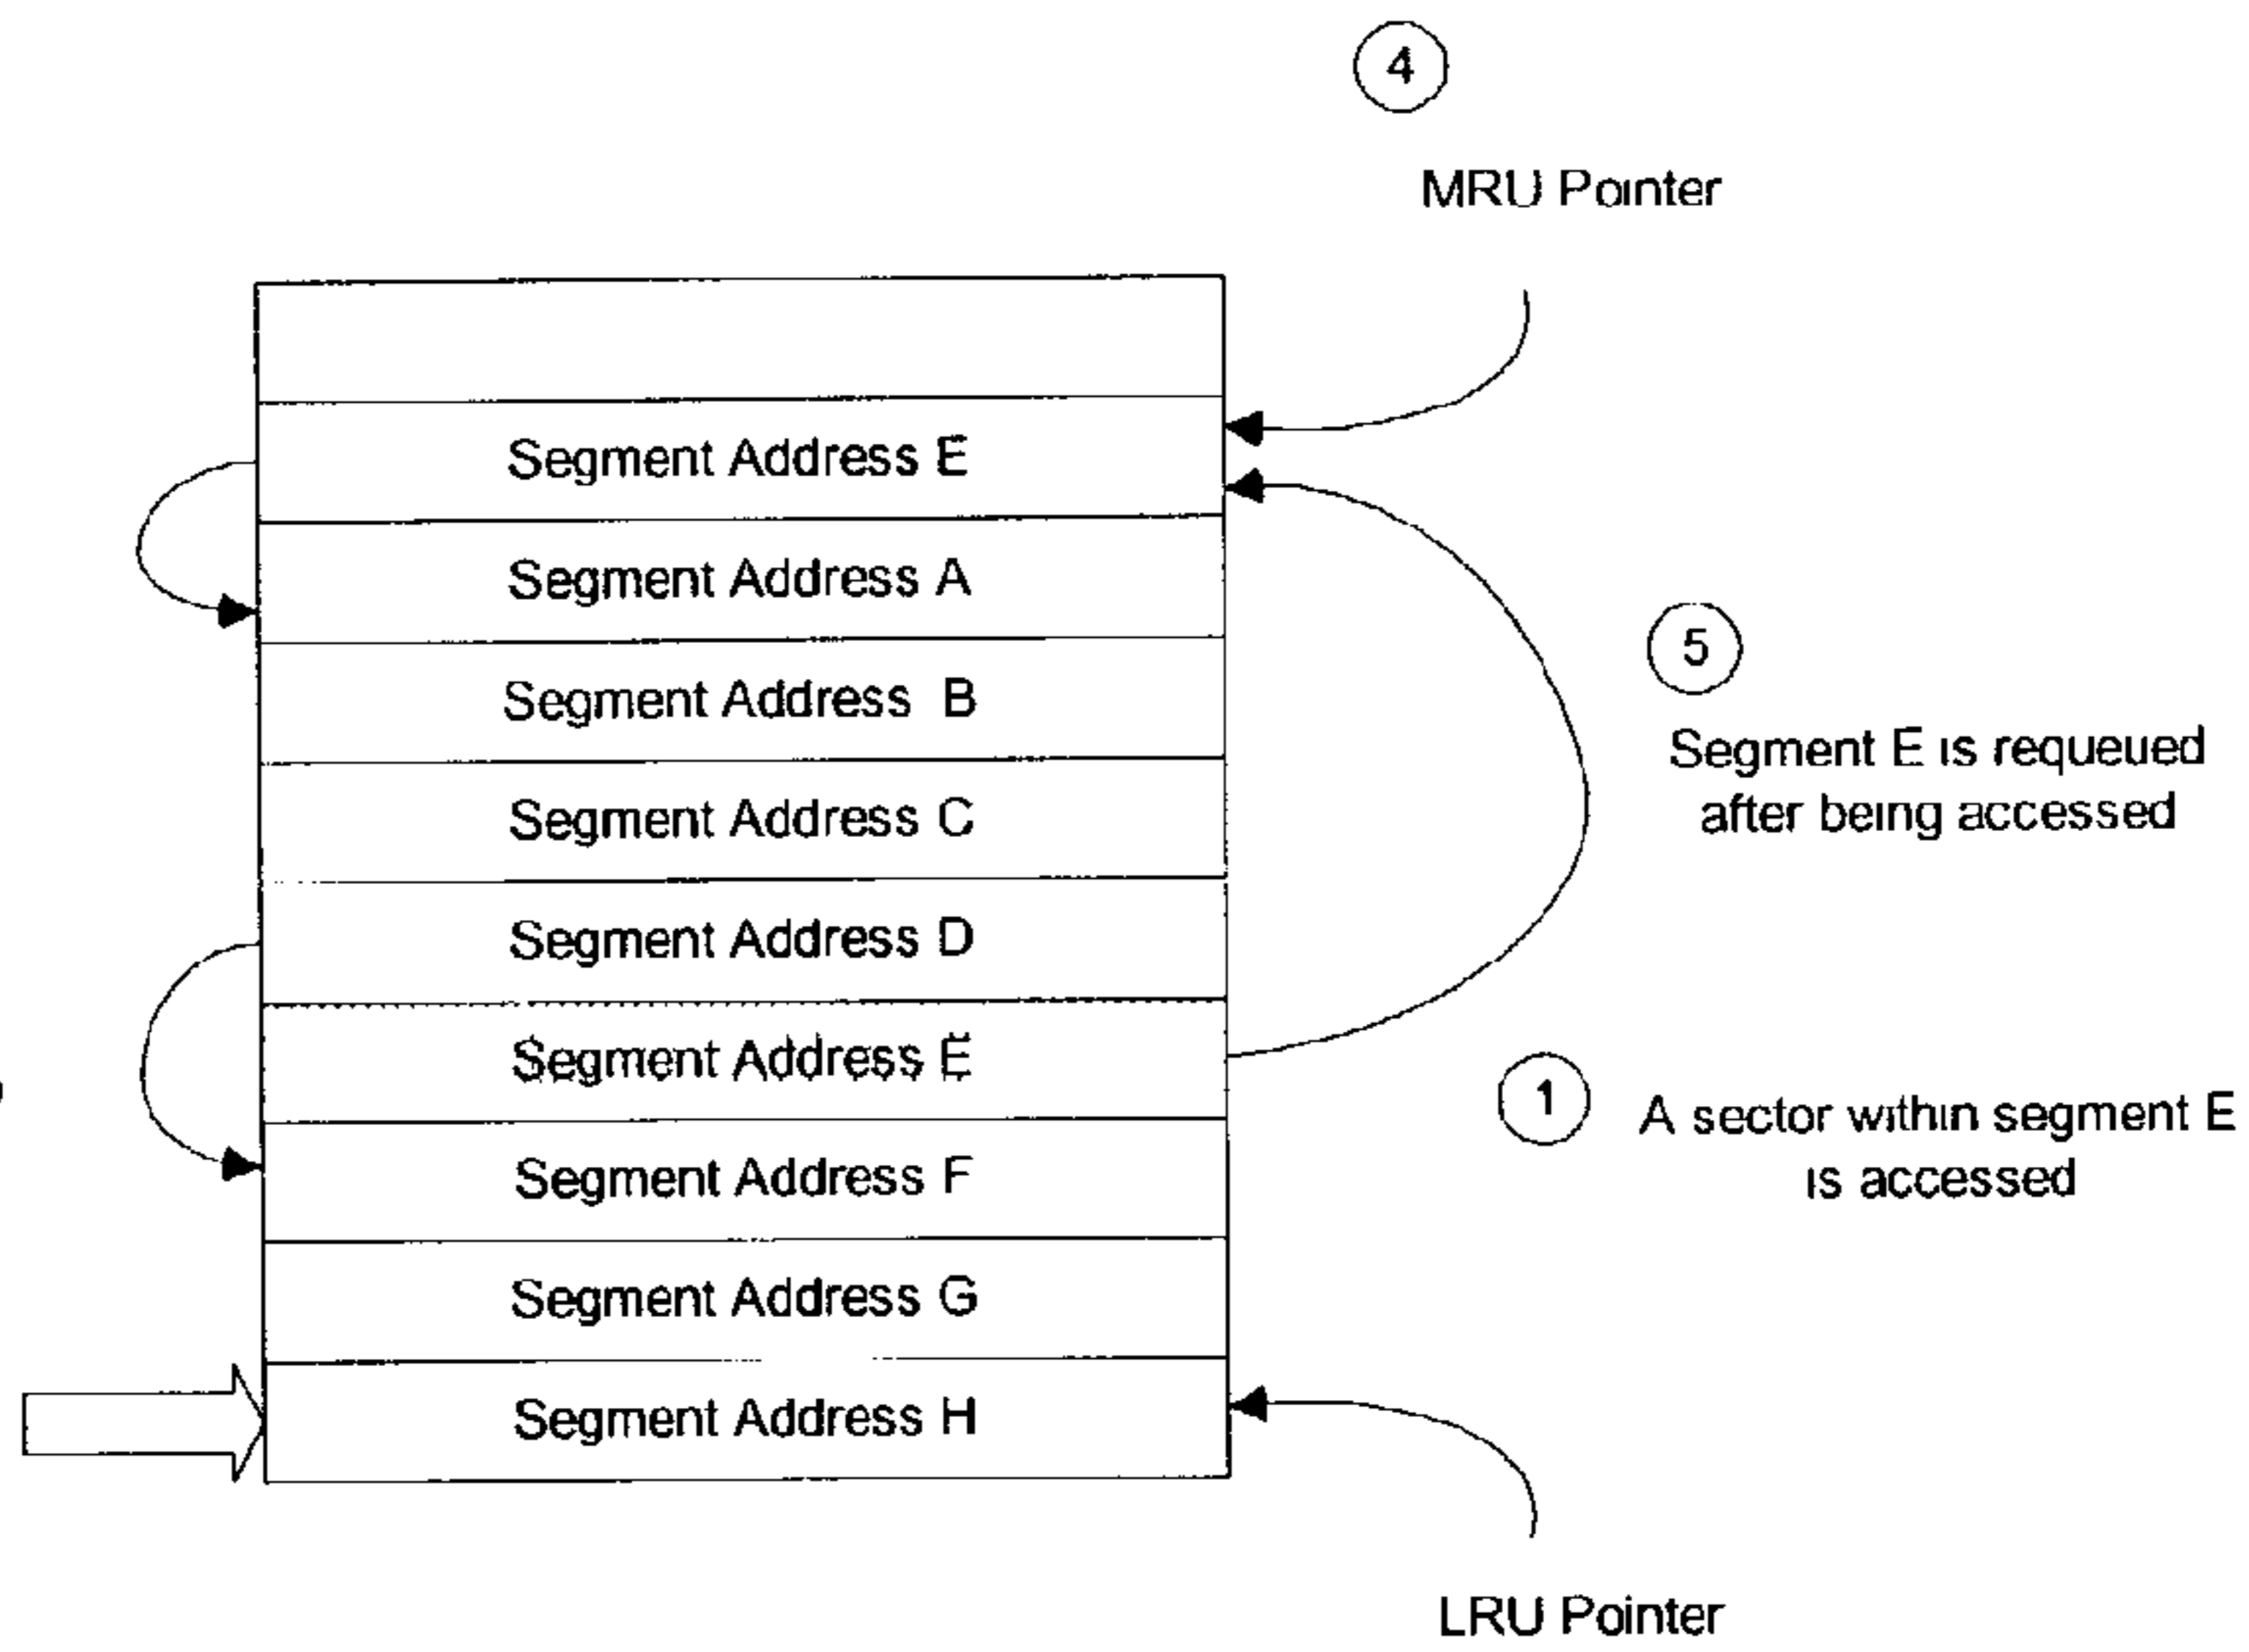 4
MRU Pointer
Segment Address E
Segment Address A
Segment Address B
Segment Address C
Segment Address D
Segment Address E
Segment Address F
Segment Address G
Segment Address H
5
Segment E is requeued
after being accessed
1
A sector within segment E
is accessed
LRU Pointer